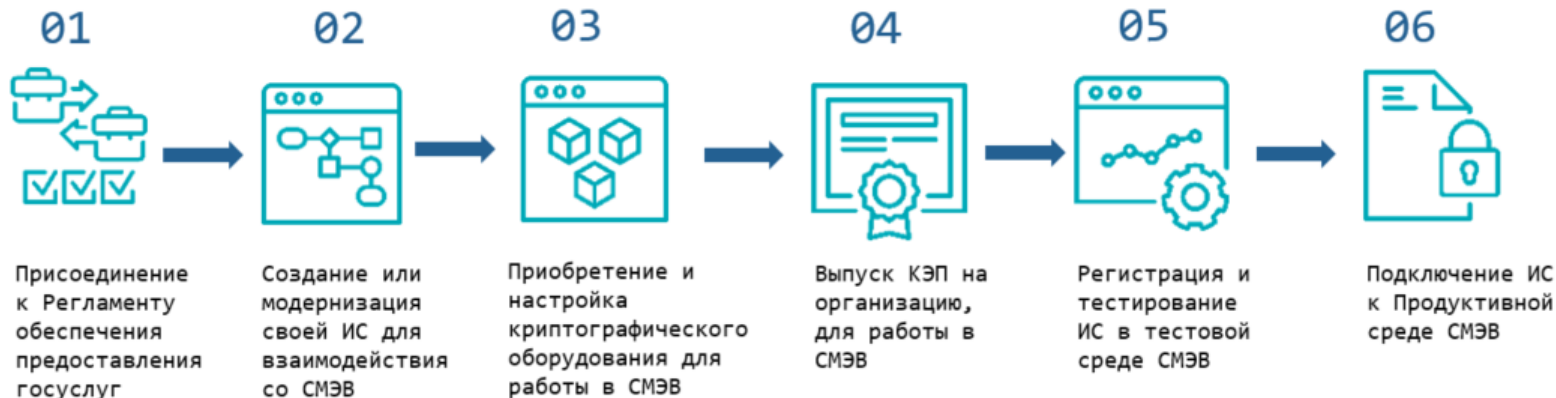 01
02
03
04
05
06
Присоединение
к Регламенту
обеспечения
предоставления
госуслуг
Создание или
модернизация
своей ИС для
взаимодействия
со СМЭВ
Приобретение и
настройка
криптографического
оборудования для
работы в СМЭВ
Выпуск КЭП на
организацию,
для работы в
СМЭВ
Регистрация и
тестирование
ИС в тестовой
среде СМЭВ
Подключение ИС
к Продуктивной
среде СМЭВ